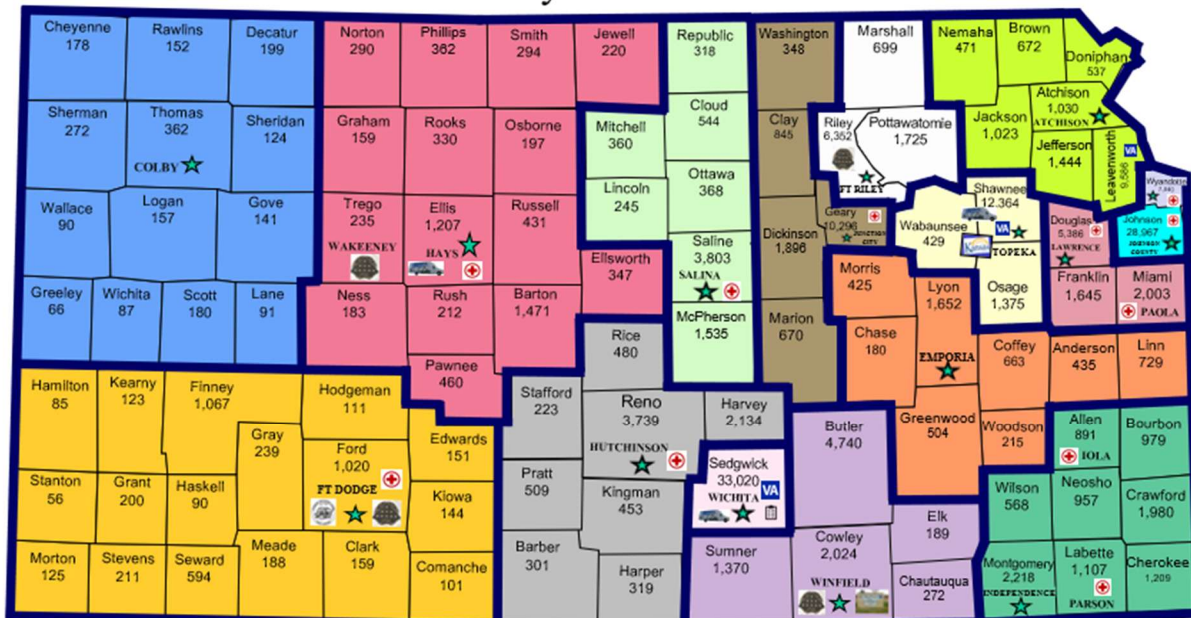 Cheyenne
178
Rawlins
152
Decatur
199
Norton
290
Phillips
362
Smith
294
Jewell
220
Republic
318
Washington
348
Marshall
699
Nemaha
471
Brown
672
Doniphan
537
Sherman
272
Thomas
362
COLBY
Sheridan
124
Graham
159
Rooks
330
Osborne
197
Mitchell
360
Cloud
544
Clay
845
Riley
6,352
FT RILEY
Pottawatomie
1,725
Jackson
1,023
Atchison
1,030
ATCHISON
Jefferson
1,444
Leavenworth
9,586
VA
Wyandotte
Wallace
90
Logan
157
Gove
141
Trego
235
WAKEENEY
Ellis
1,207
HAYS
Russell
431
Lincoln
245
Ottawa
368
Saline
3,803
SALINA
Dickinson
1,896
Geary
10,296
JUNCTION
CITY
Wabaunsee
429
Shawnee
12.364
VA
TOPEKA
Douglas
5,386
LAWRENCE
Johnson
28,967
JOHNSON
COUNTY
Greeley
66
Wichita
87
Scott
180
Lane
91
Ness
183
Rush
212
Barton
1,471
Ellsworth
347
McPherson
1,535
Marion
670
Morris
425
Lyon
1,652
EMPORIA
Osage
1,375
Franklin
1,645
Miami
2,003
PAOLA
Chase
180
Coffey
663
Anderson
435
Linn
729
Pawnee
460
Rice
480
Hamilton
85
Kearny
123
Finney
1,067
Hodgeman
111
Stafford
223
Reno
3,739
HUTCHINSON
Harvey
2,134
Butler
4,740
Greenwood
504
Woodson
215
Allen
891
IOLA
Bourbon
979
Gray
239
Ford
1,020
FT DODGE
Edwards
151
Pratt
509
Kingman
453
Sedgwick
33,020
WICHITA
VA
Wilson
568
Neosho
957
Crawford
1,980
Stanton
56
Grant
200
Haskell
90
Kiowa
144
Elk
189
Morton
125
Stevens
211
Seward
594
Meade
188
Clark
159
Comanche
101
Barber
301
Harper
319
Sumner
1,370
Cowley
2,024
WINFIELD
Chautauqua
272
Montgomery
2,218
INDEPENDENCE
Labette
1,107
PARSON
Cherokee
1,209